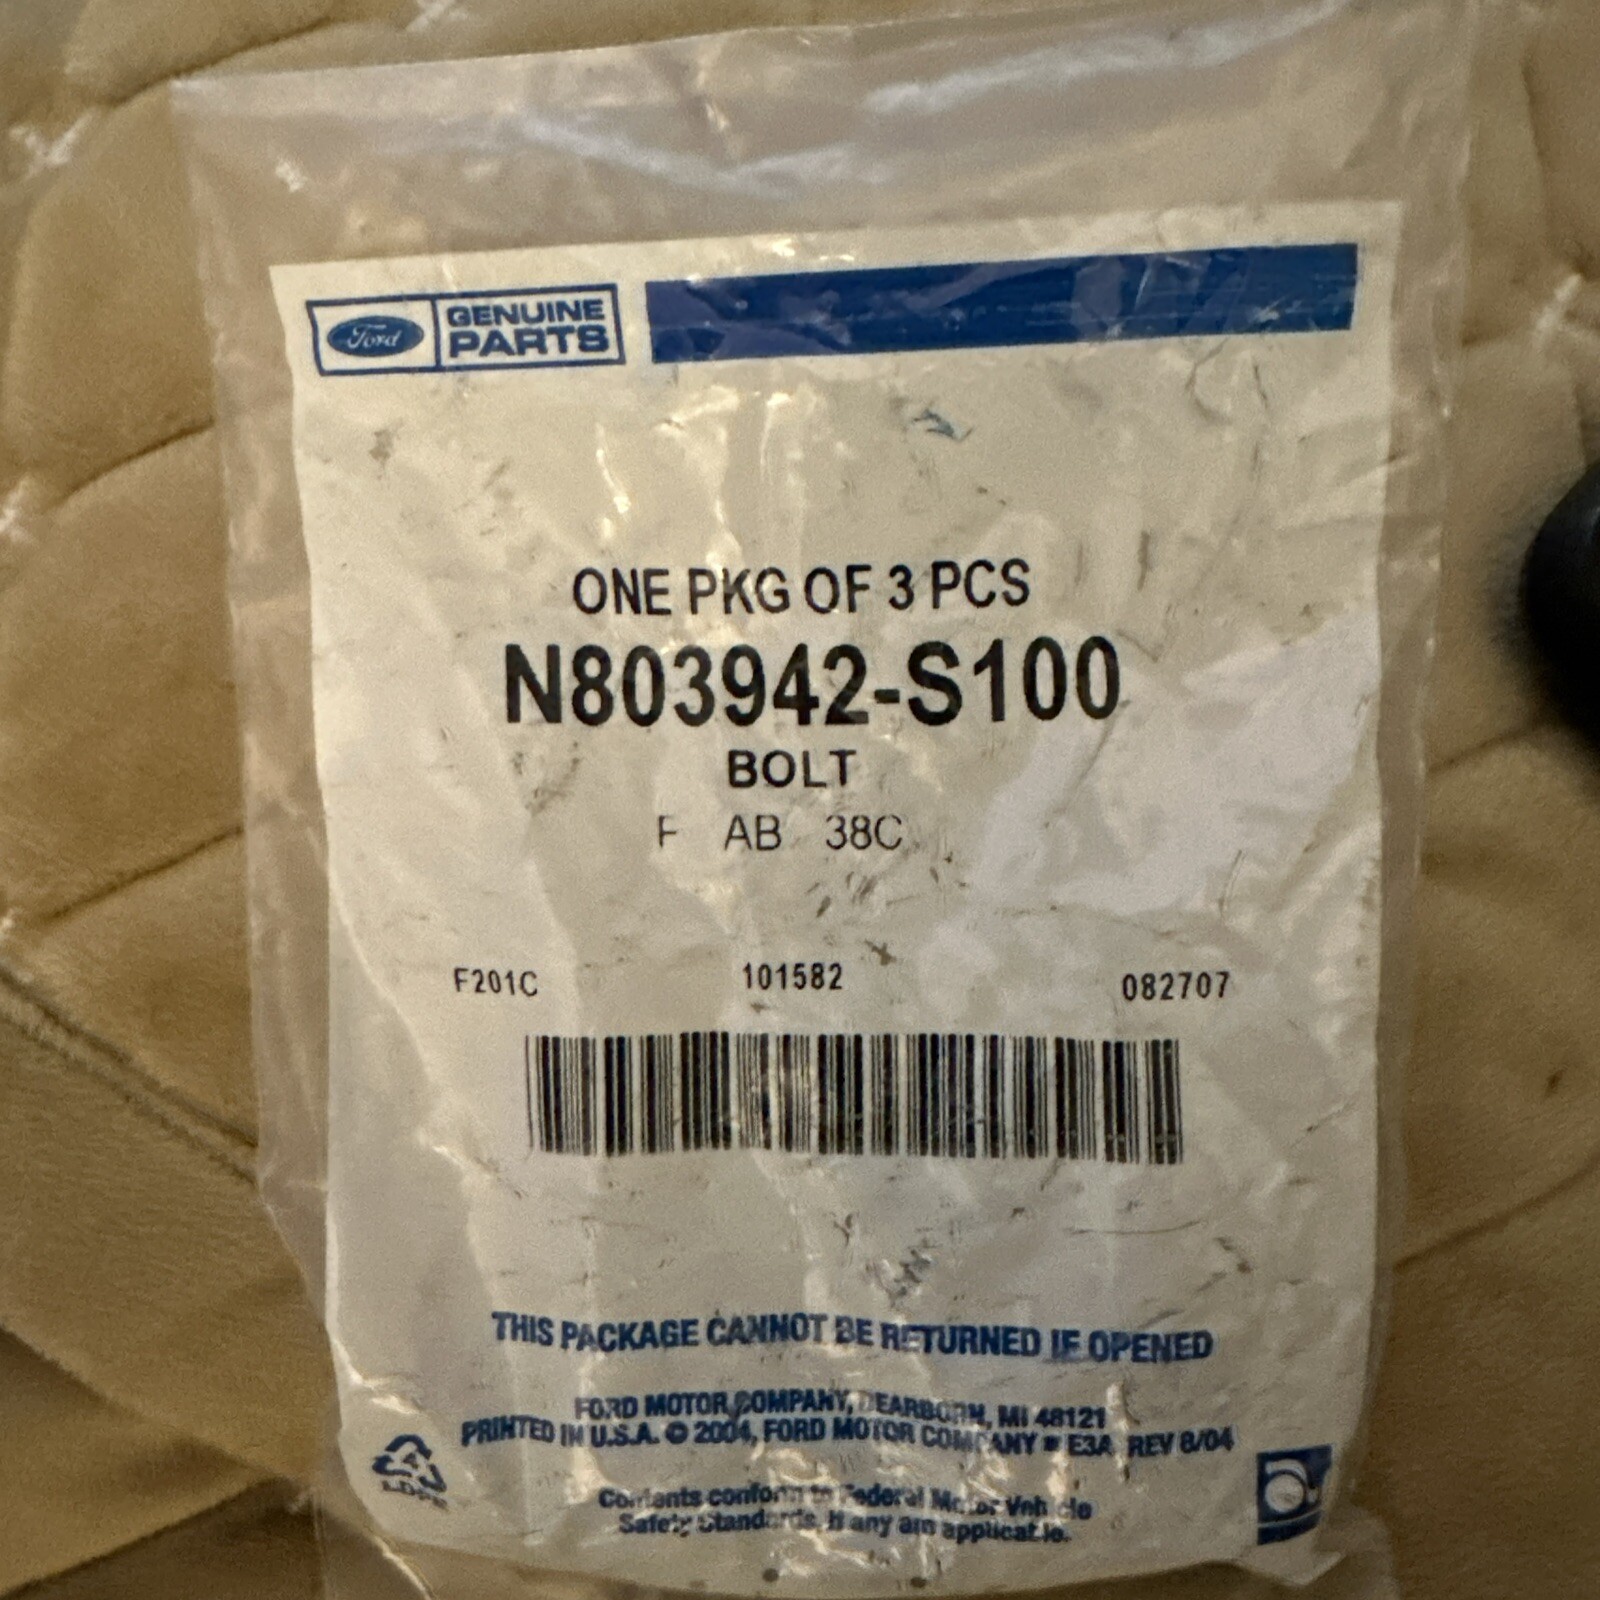 Ford GENUINE PARTS
ONE PKG OF 3 PCS
N803942-S100
BOLT
F AB 38C
F201C 101582 082707
THIS PACKAGE CANNOT BE RETURNED IF OPENED
FORD MOTOR COMPANY, DEARBORN, MI 48121
PRINTED IN U.S.A. © 2004, FORD MOTOR COMPANY E3A REV 8/04
Contents conform to Federal Motor Vehicle
Safety Standards, if any are applicable.